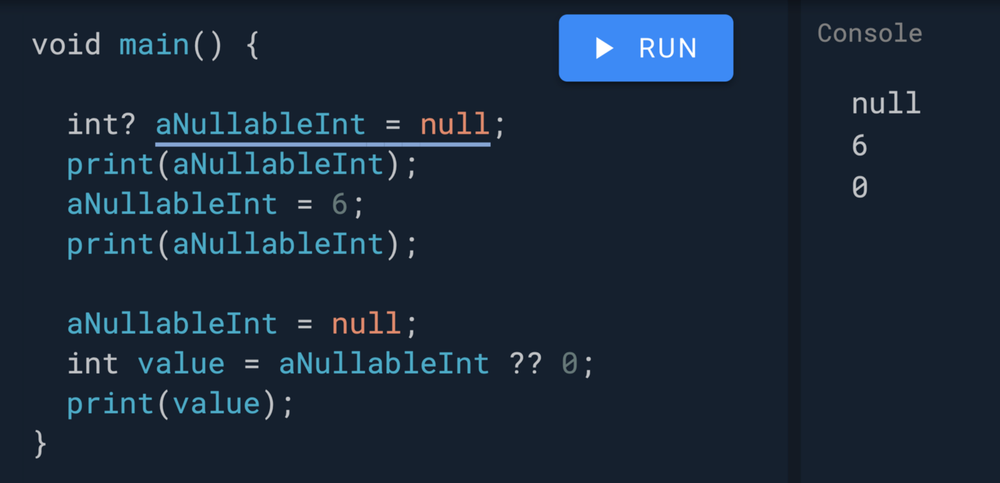 void main() {
RUN
int? aNullableInt = null;
print(aNullableInt);
aNullableInt = 6;
print(aNullableInt);
aNullableInt = null;
int value = aNullableInt ?? 0;
print(value);
}
Console
null
6
0